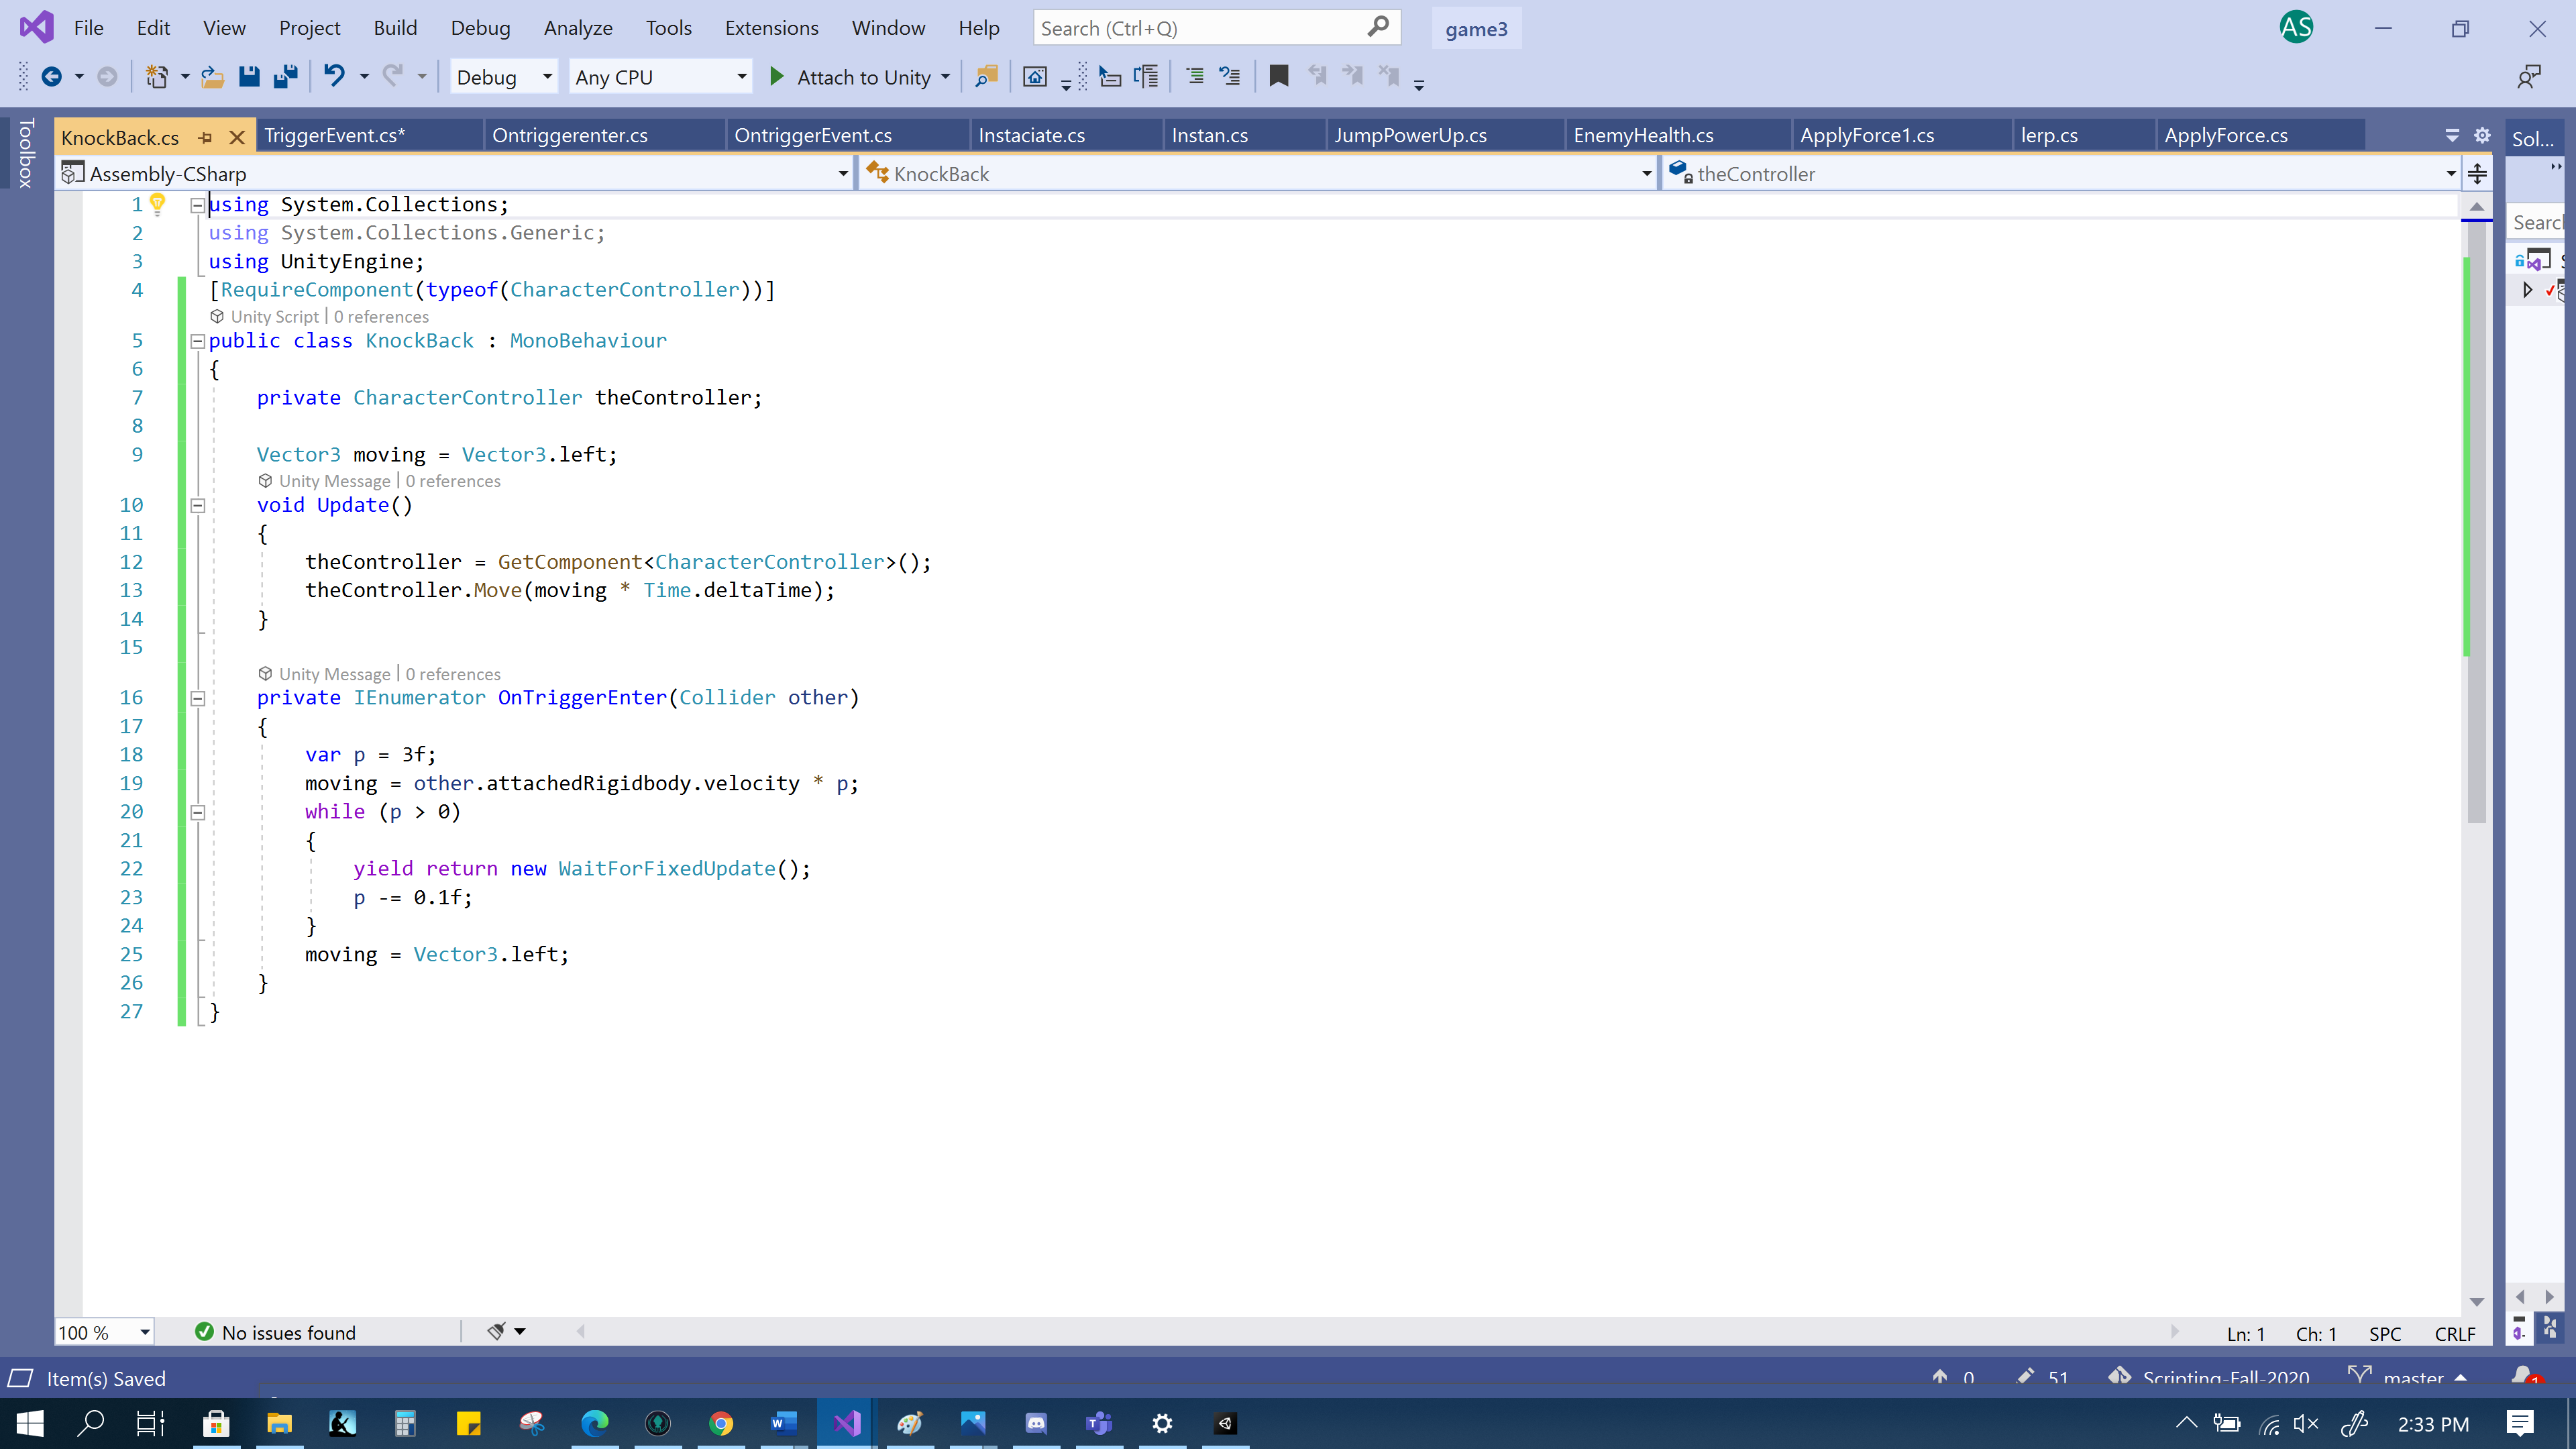 File Edit View Project Build Debug Analyze Tools Extensions Window Help Search (Ctrl+Q) game3 AS
Debug Any CPU Attach to Unity
Toolbox
KnockBack.cs TriggerEvent.cs* Ontriggerenter.cs OntriggerEvent.cs Instaciate.cs Instan.cs JumpPowerUp.cs EnemyHealth.cs ApplyForce1.cs lerp.cs ApplyForce.cs Sol...
Assembly-CSharp KnockBack theController
1 using System.Collections;
2 using System.Collections.Generic;
3 using UnityEngine;
4 [RequireComponent(typeof(CharacterController))]
Unity Script | 0 references
5 public class KnockBack : MonoBehaviour
6 {
7 private CharacterController theController;
8
9 Vector3 moving = Vector3.left;
Unity Message | 0 references
10 void Update()
11 {
12 theController = GetComponent<CharacterController>();
13 theController.Move(moving * Time.deltaTime);
14 }
15
Unity Message | 0 references
16 private IEnumerator OnTriggerEnter(Collider other)
17 {
18 var p = 3f;
19 moving = other.attachedRigidbody.velocity * p;
20 while (p > 0)
21 {
22 yield return new WaitForFixedUpdate();
23 p -= 0.1f;
24 }
25 moving = Vector3.left;
26 }
27 }
100 % No issues found Ln: 1 Ch: 1 SPC CRLF
Item(s) Saved 0 51 Scripting-Fall-2020 master 1
2:33 PM